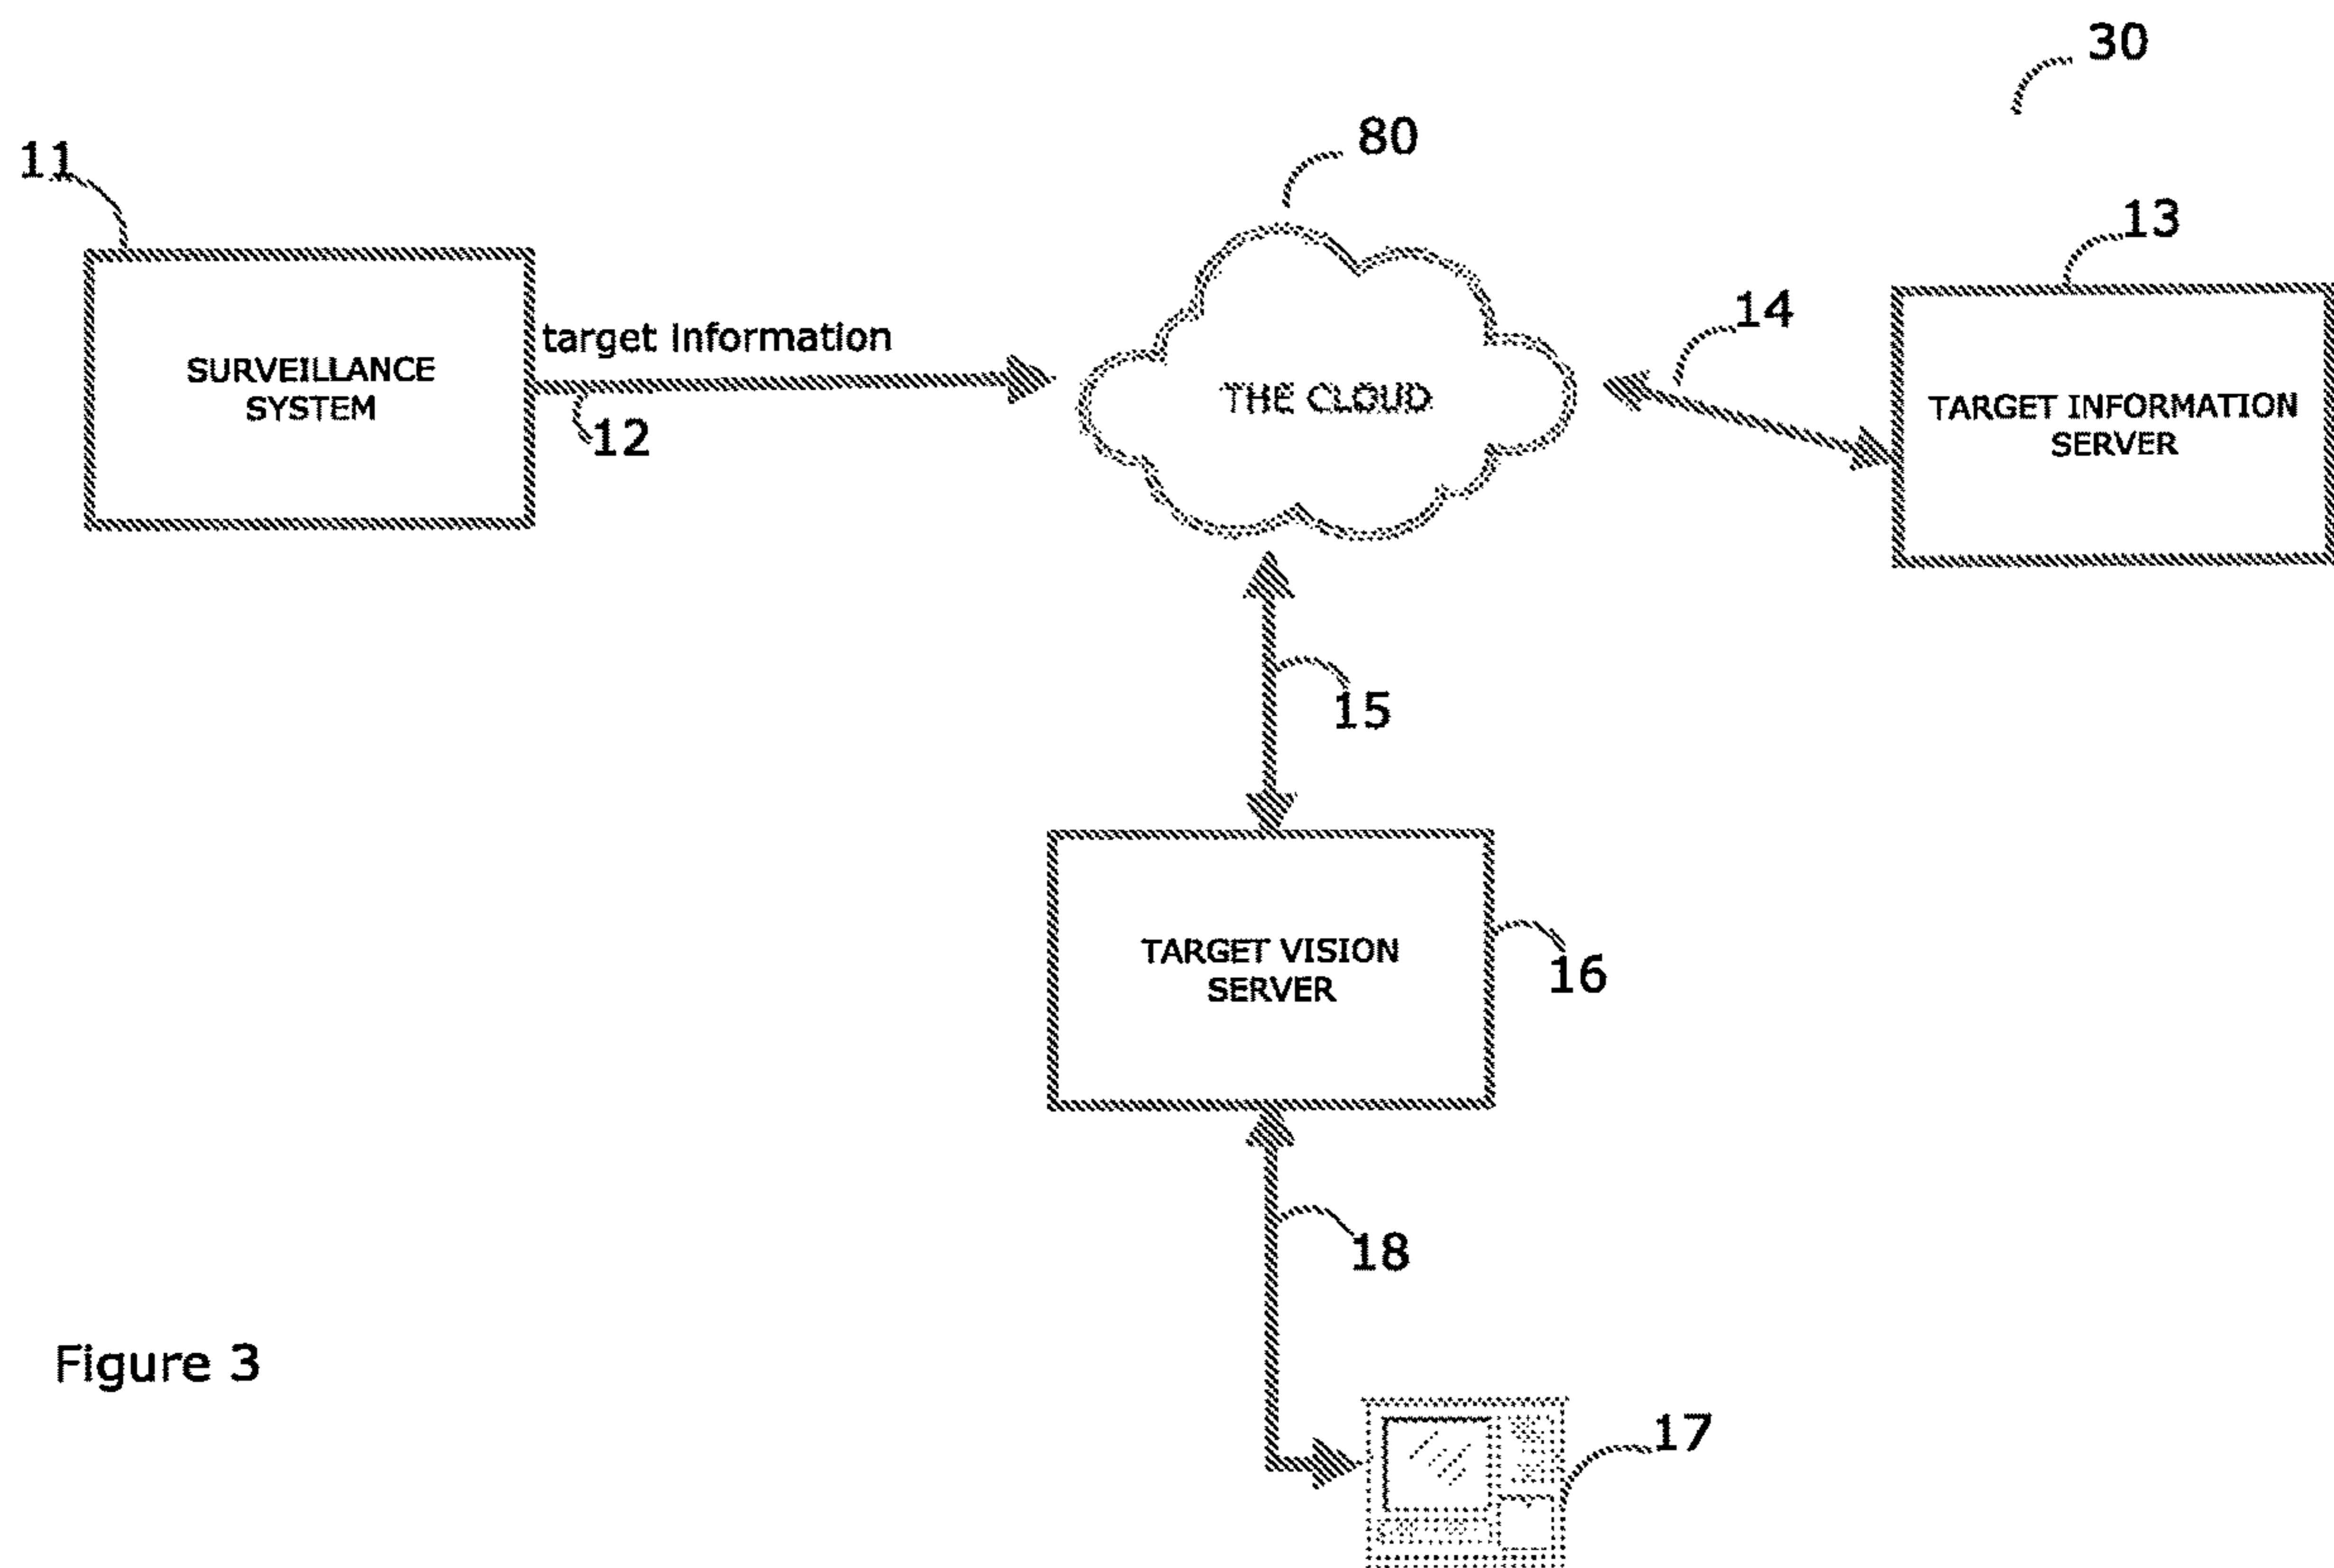 30
80
11
13
target information
14
SURVEILLANCE
SYSTEM
THE CLOUD
TARGET INFORMATION
SERVER
12
15
TARGET VISION
SERVER
16
18
Figure 3
17